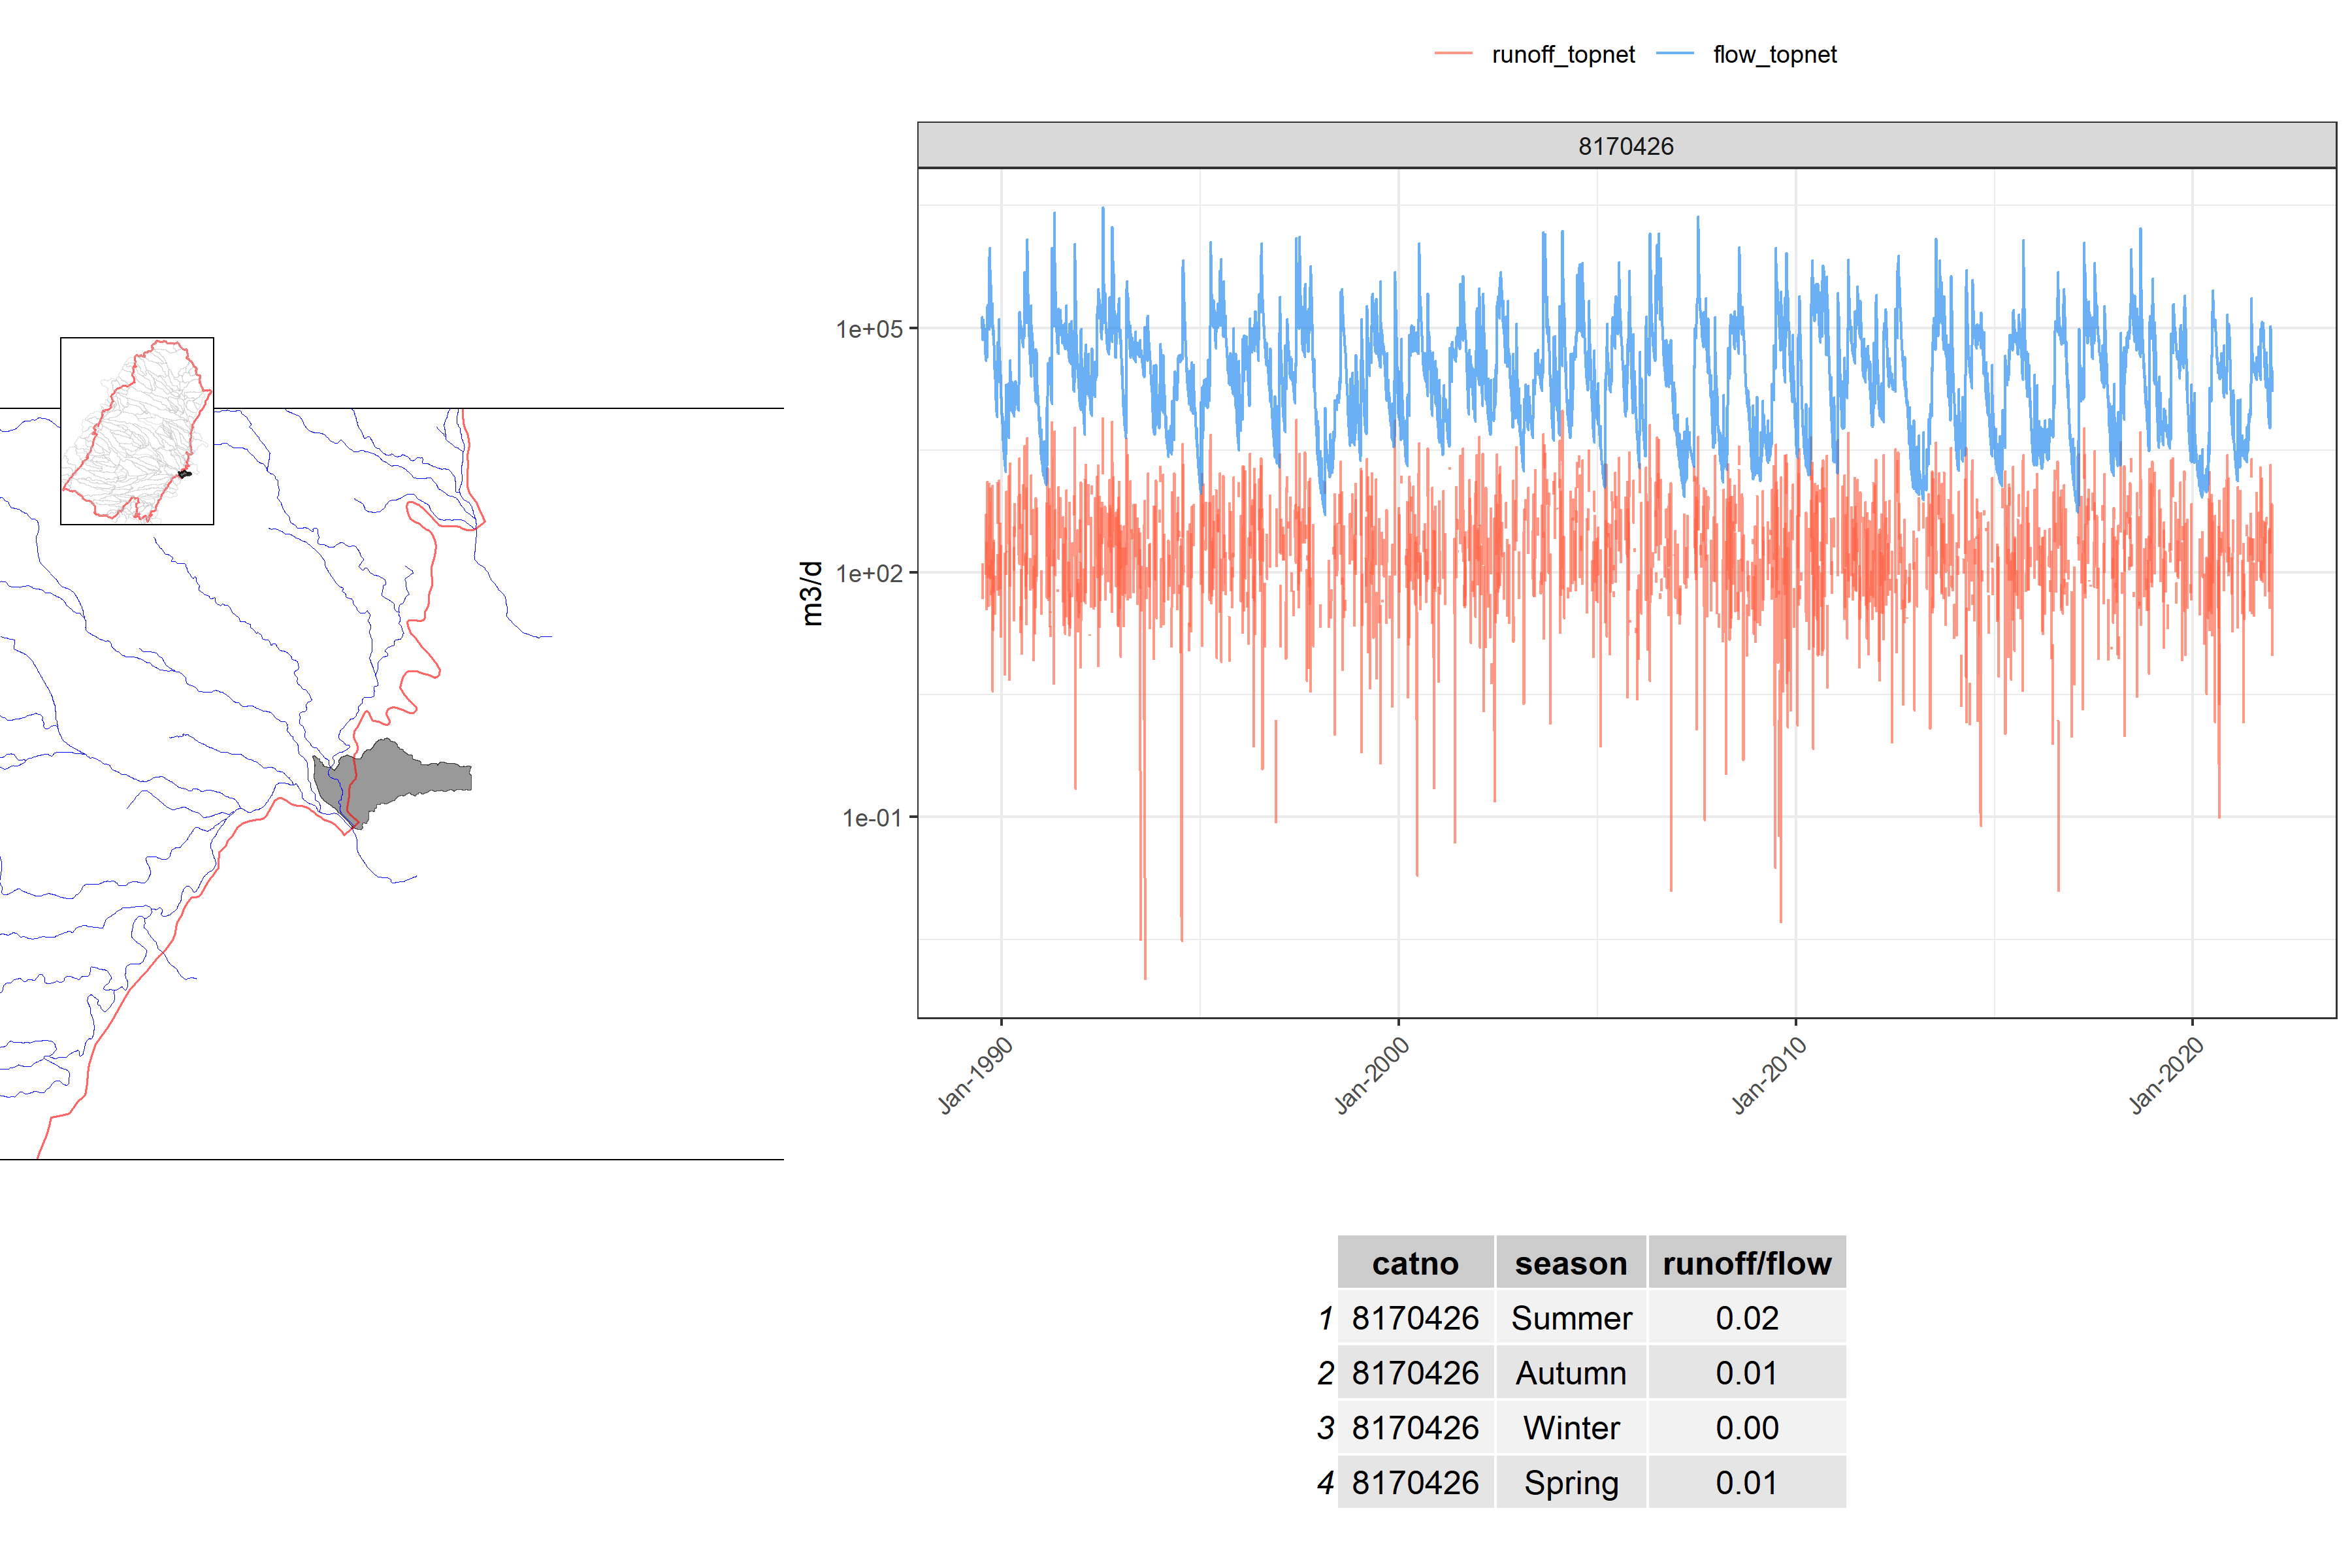 runoff_topnet flow_topnet
8170426
1e+05
1e+02
1e-01
m3/d
Jan-1990 Jan-2000 Jan-2010 Jan-2020
catno season runoff/flow
1 8170426 Summer 0.02
2 8170426 Autumn 0.01
3 8170426 Winter 0.00
4 8170426 Spring 0.01